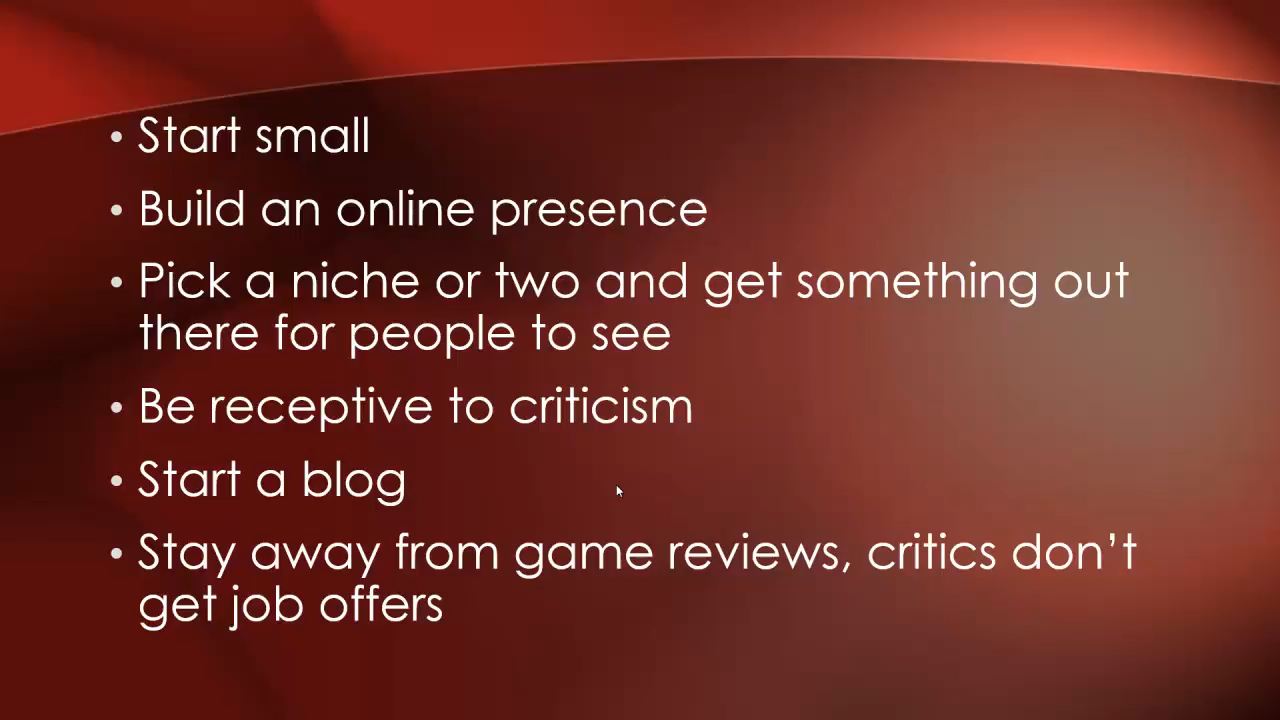 • Start small
• Build an online presence
• Pick a niche or two and get something out
there for people to see
• Be receptive to criticism
• Start a blog
• Stay away from game reviews, critics don’t
get job offers